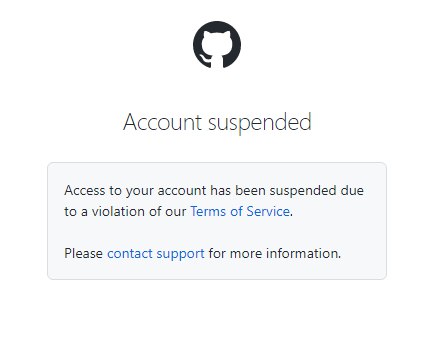 Account suspended
Access to your account has been suspended due
to a violation of our Terms of Service.
Please contact support for more information.